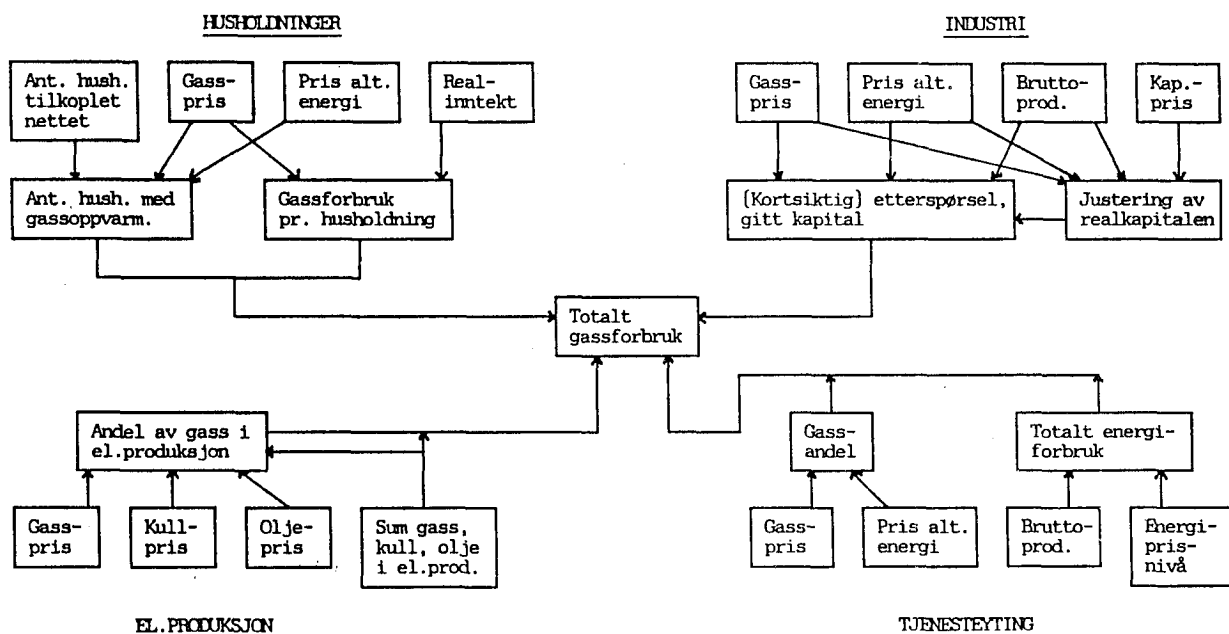 HUSHOLDNINGER
Ant. hush.
tilkoplet
nettet
Gass-
pris
Pris alt.
energi
Real-
inntekt
Ant. hush. med
gassoppvarm.
Gassforbruk
pr. husholdning
INDUSTRI
Gass-
pris
Pris alt.
energi
Brutto-
prod.
Kap.-
pris
(Kortsiktig) etterspørsel,
gitt kapital
Justering av
realkapitalen
Totalt
gassforbruk
Andel av gass i
el.produksjon
Gass-
pris
Kull-
pris
Olje-
pris
Sum gass,
kull, olje
i el.prod.
EL.PRODUKSJON
Gass-
andel
Totalt energi-
forbruk
Gass-
pris
Pris alt.
energi
Brutto-
prod.
Energi-
pris-
nivå
TJENESTEYTING